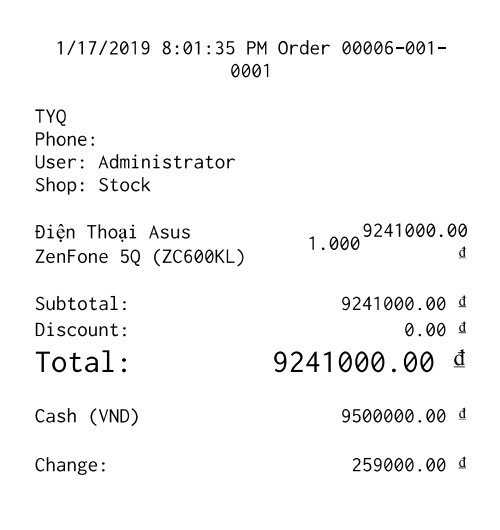 1/17/2019 8:01:35 PM Order 00006-001-
0001
TYQ
Phone:
User: Administrator
Shop: Stock
Điện Thoại Asus
ZenFone 5Q (ZC600KL) 1.000 9241000.00
₫
Subtotal: 9241000.00 ₫
Discount: 0.00 ₫
Total: 9241000.00 ₫
Cash (VND) 9500000.00 ₫
Change: 259000.00 ₫